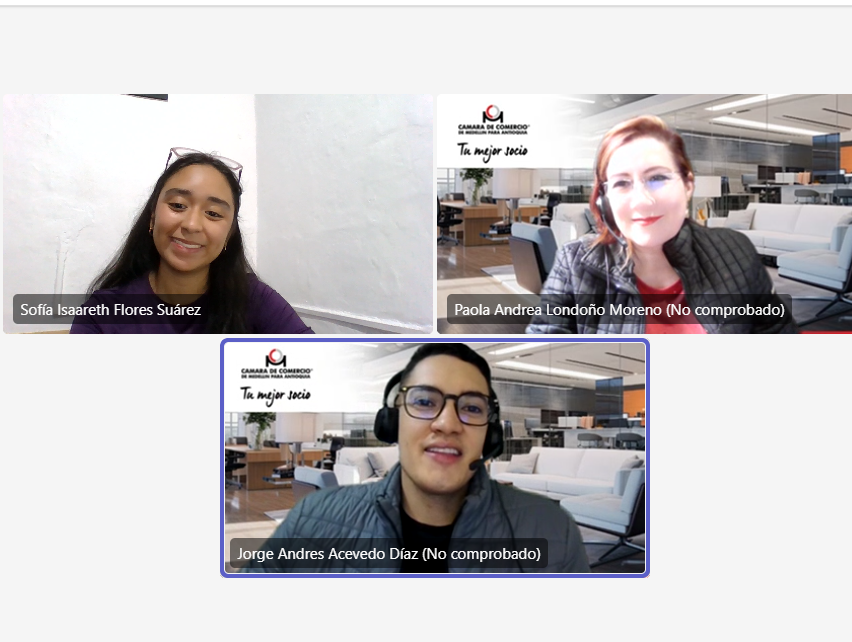 CAMARA DE COMERCIO
DE MEDELLIN PARA ANTIOQUIA
Tu mejor socio
Sofía Isaareth Flores Suárez
Paola Andrea Londoño Moreno (No comprobado)
CAMARA DE COMERCIO
DE MEDELLIN PARA ANTIOQUIA
Tu mejor socio
Jorge Andres Acevedo Díaz (No comprobado)